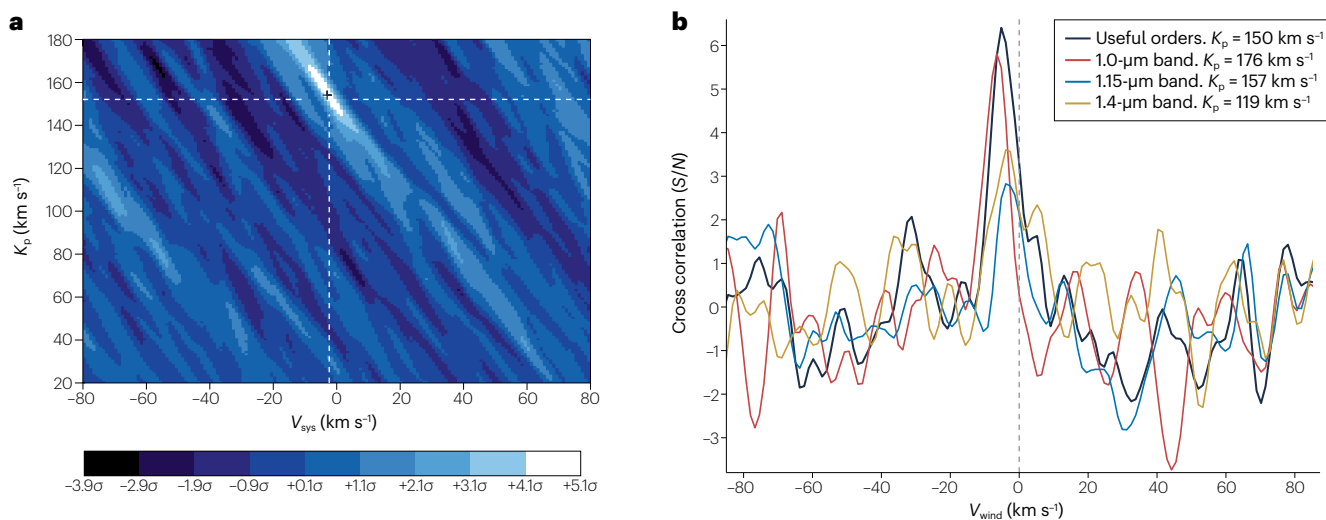 a
180
160
140
120
100
80
60
40
20
Kp (km s⁻¹)
–80 –60 –40 –20 0 20 40 60 80
Vsys (km s⁻¹)
–3.9σ –2.9σ –1.9σ –0.9σ +0.1σ +1.1σ +2.1σ +3.1σ +4.1σ +5.1σ
b
Useful orders. Kp = 150 km s⁻¹
1.0-μm band. Kp = 176 km s⁻¹
1.15-μm band. Kp = 157 km s⁻¹
1.4-μm band. Kp = 119 km s⁻¹
6
5
4
3
2
1
0
–1
–2
–3
Cross correlation (S/N)
–80 –60 –40 –20 0 20 40 60 80
Vwind (km s⁻¹)